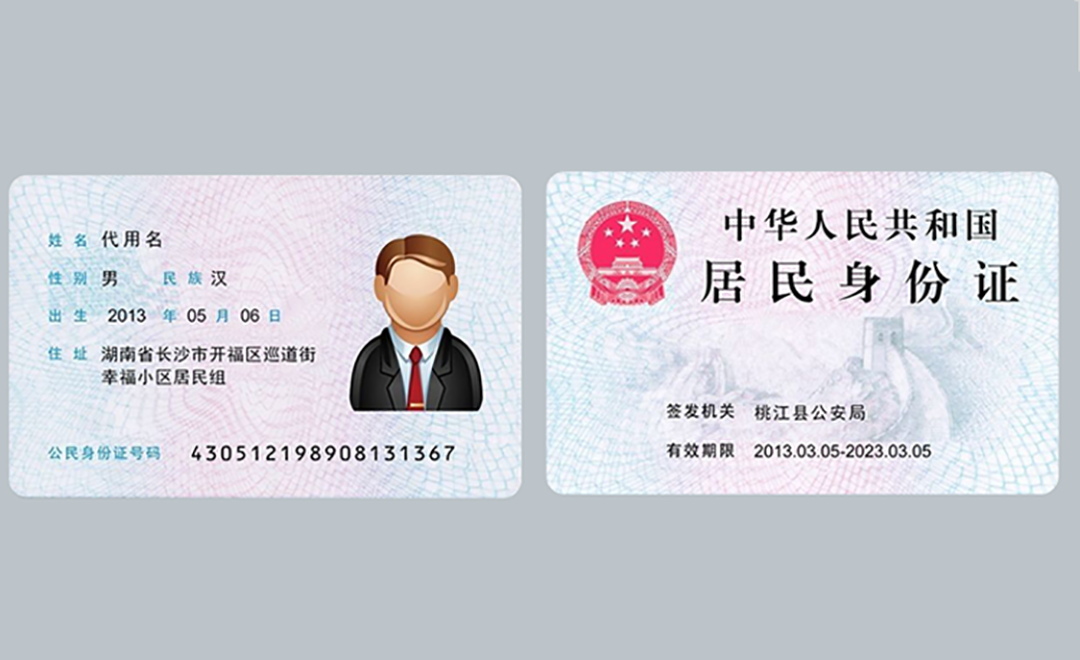 姓名 代用名
性别 男 民族 汉
出生 2013 年 05 月 06 日
住址 湖南省长沙市开福区巡道街
幸福小区居民组
公民身份证号码 430512198908131367
中华人民共和国
居民身份证
签发机关 桃江县公安局
有效期限 2013.03.05-2023.03.05